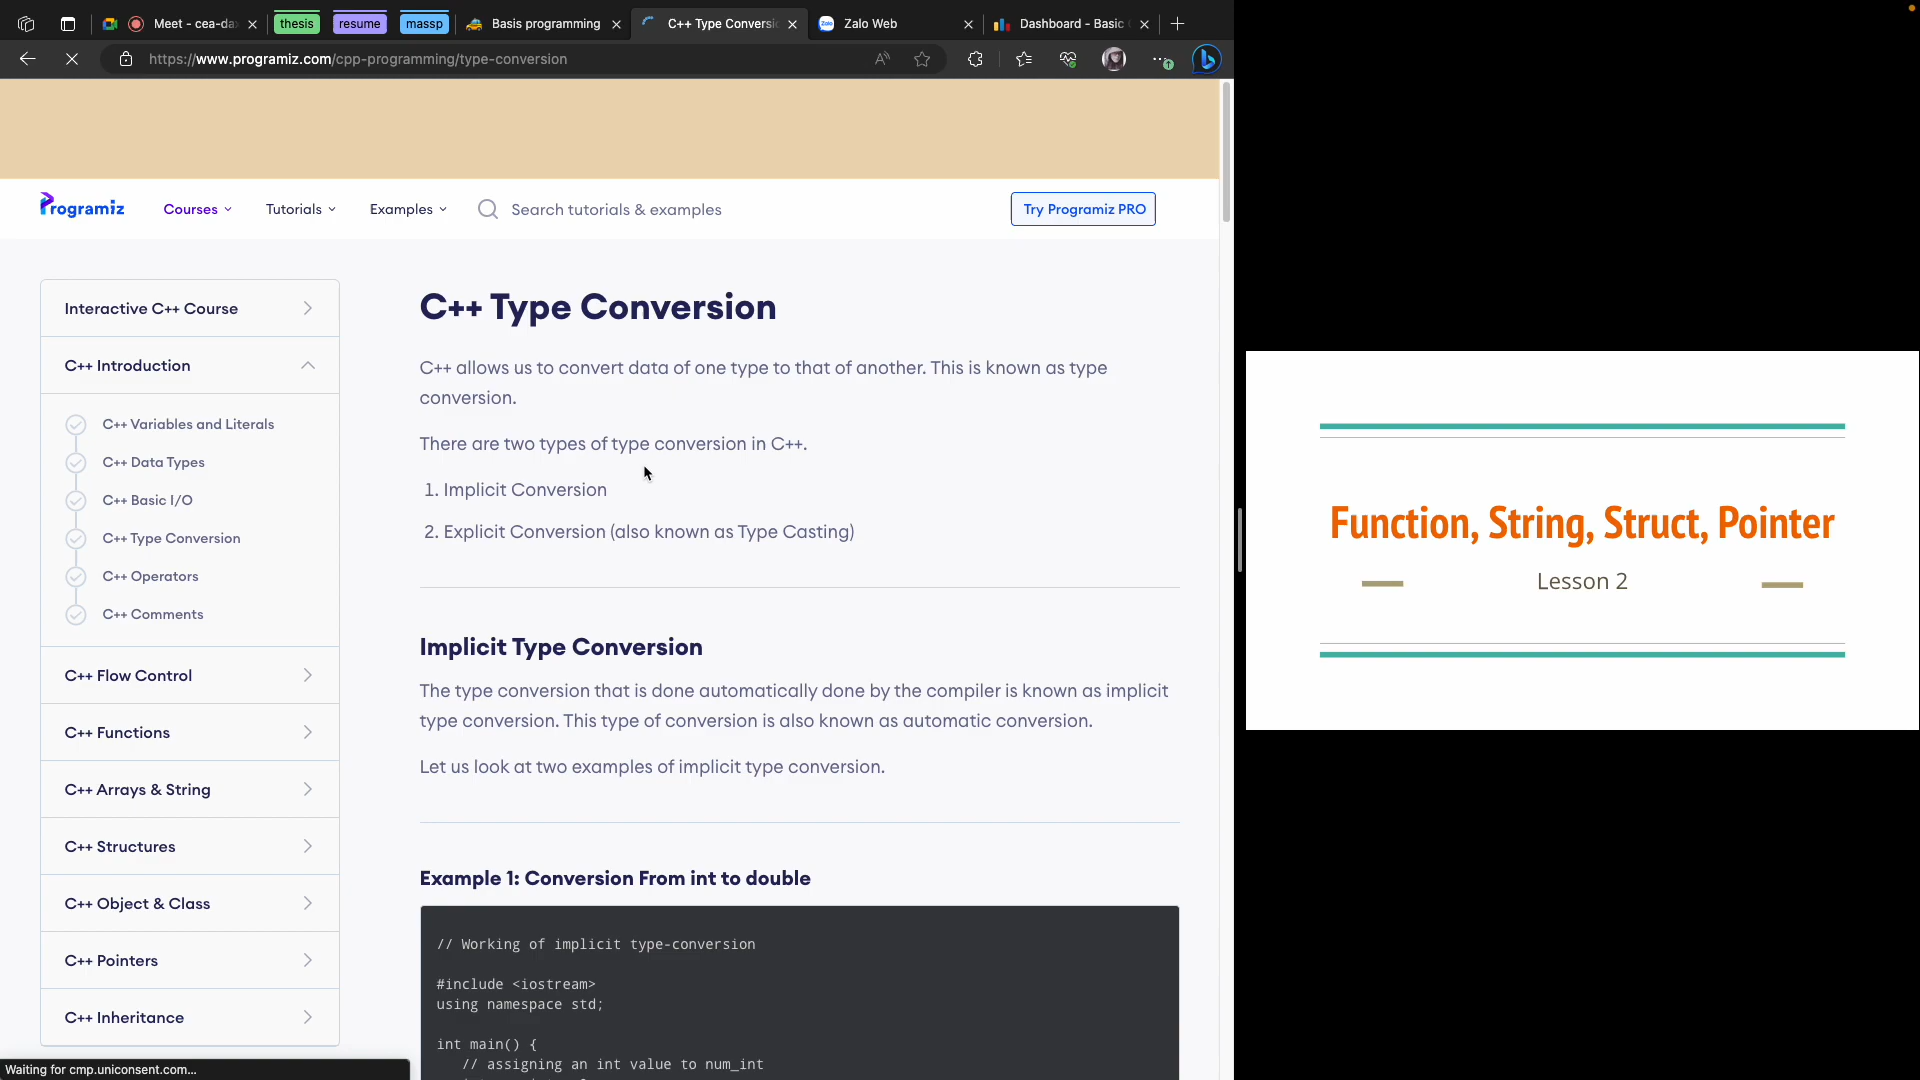 Meet - cea-da
thesis
resume
massp
Basis programming
C++ Type Conversi
Zalo Web
Dashboard - Basic
https://www.programiz.com/cpp-programming/type-conversion
Programiz
Courses
Tutorials
Examples
Search tutorials & examples
Try Programiz PRO
Interactive C++ Course
C++ Introduction
C++ Variables and Literals
C++ Data Types
C++ Basic I/O
C++ Type Conversion
C++ Operators
C++ Comments
C++ Flow Control
C++ Functions
C++ Arrays & String
C++ Structures
C++ Object & Class
C++ Pointers
C++ Inheritance
C++ Type Conversion
C++ allows us to convert data of one type to that of another. This is known as type
conversion.
There are two types of type conversion in C++.
1. Implicit Conversion
2. Explicit Conversion (also known as Type Casting)
Implicit Type Conversion
The type conversion that is done automatically done by the compiler is known as implicit
type conversion. This type of conversion is also known as automatic conversion.
Let us look at two examples of implicit type conversion.
Example 1: Conversion From int to double
// Working of implicit type-conversion
#include <iostream>
using namespace std;
int main() {
// assigning an int value to num_int
Waiting for cmp.uniconsent.com...
Function, String, Struct, Pointer
Lesson 2